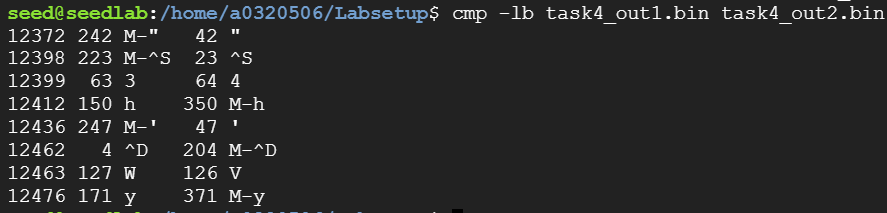 seed@seedlab:/home/a0320506/Labsetup$ cmp -lb task4_out1.bin task4_out2.bin
12372 242 M-" 42 "
12398 223 M-^S 23 ^S
12399 63 3 64 4
12412 150 h 350 M-h
12436 247 M-' 47 '
12462 4 ^D 204 M-^D
12463 127 W 126 V
12476 171 y 371 M-y